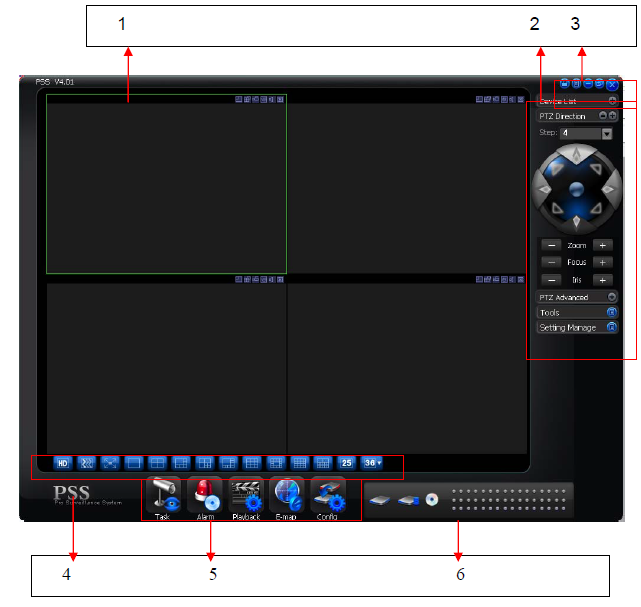 1 2 3
PSS V4.01
Device List
PTZ Direction
Step: 4
Zoom
Focus
Iris
PTZ Advanced
Tools
Setting Manage
HD 25 36
PSS
Pro Surveillance System
Task Alarm Playback E-map Config
4 5 6